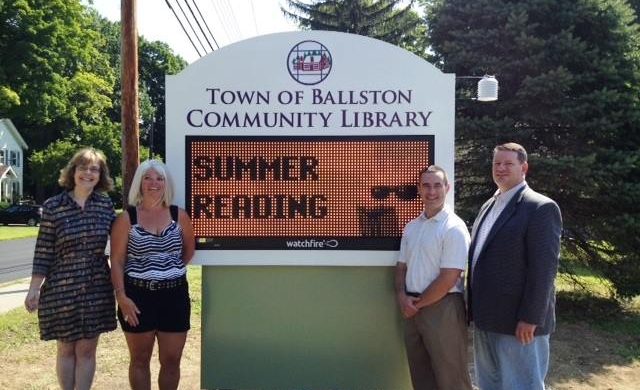 TOWN OF BALLSTON
COMMUNITY LIBRARY
SUMMER
READING
watchfire